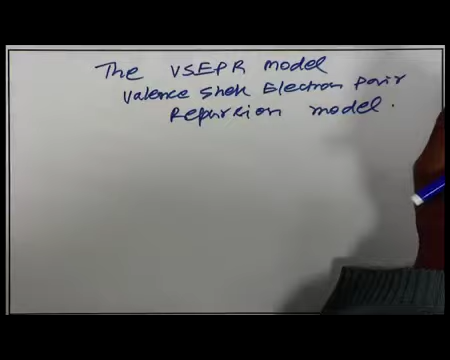 The VSEPR model
Valence Shell Electron Pair
Repulsion model.